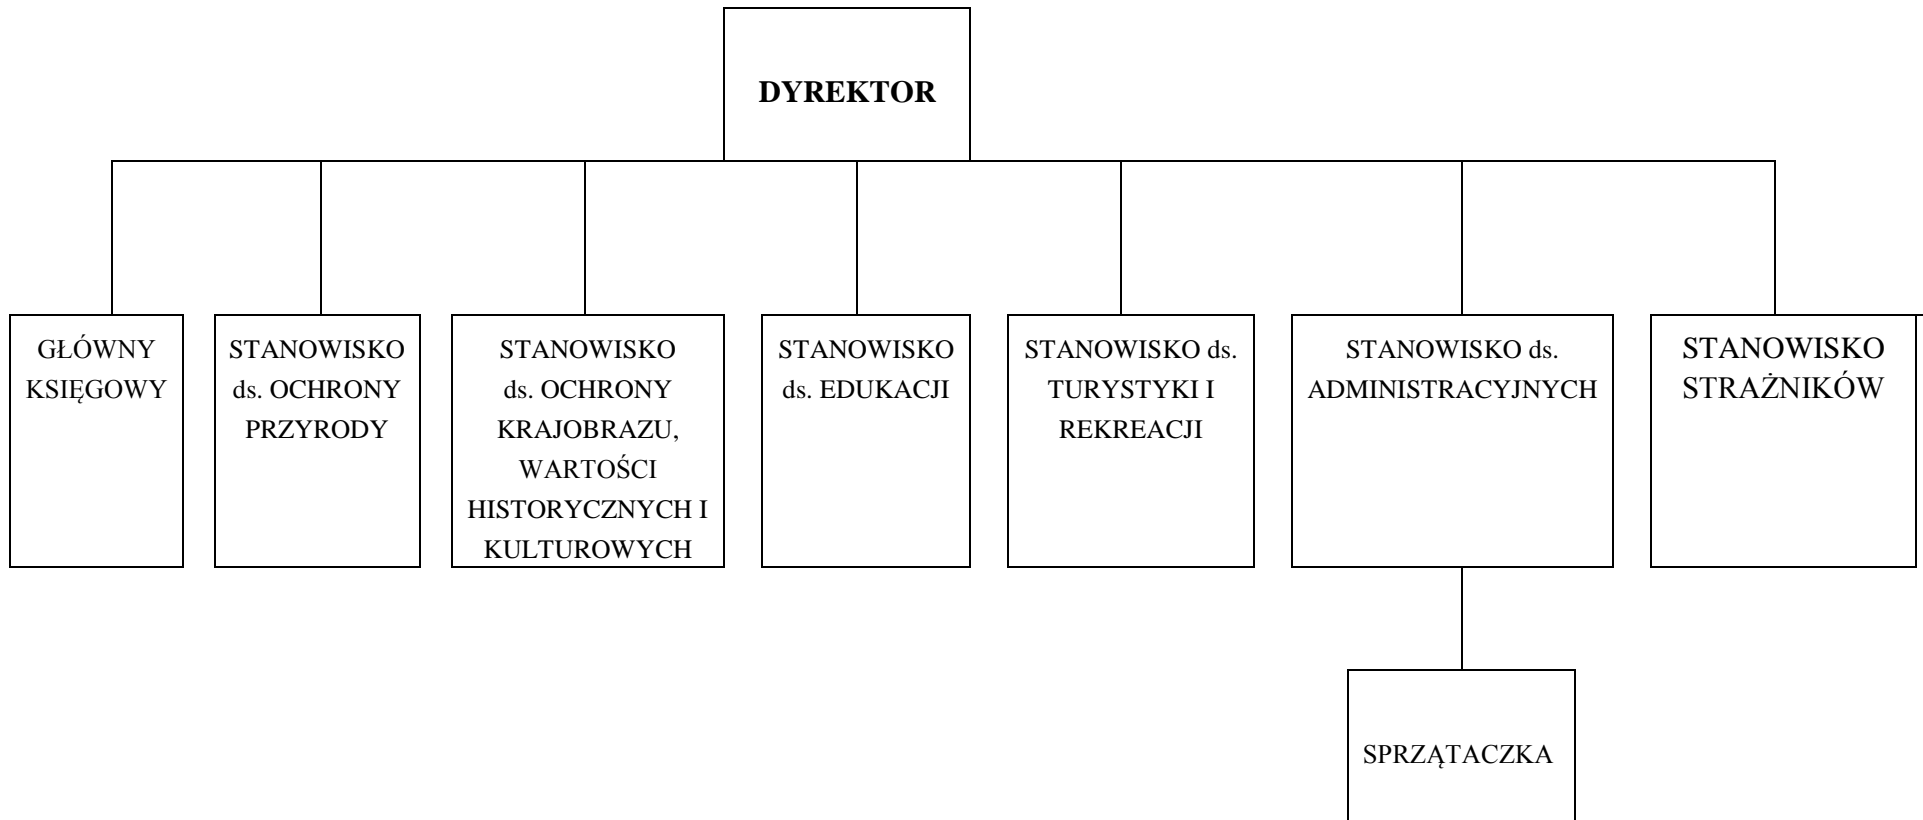 DYREKTOR
GŁÓWNY
KSIĘGOWY
STANOWISKO
ds. OCHRONY
PRZYRODY
STANOWISKO
ds. OCHRONY
KRAJOBRAZU,
WARTOŚCI
HISTORYCZNYCH I
KULTUROWYCH
STANOWISKO
ds. EDUKACJI
STANOWISKO ds.
TURYSTYKI I
REKREACJI
STANOWISKO ds.
ADMINISTRACYJNYCH
STANOWISKO
STRAŻNIKÓW
SPRZĄTACZKA